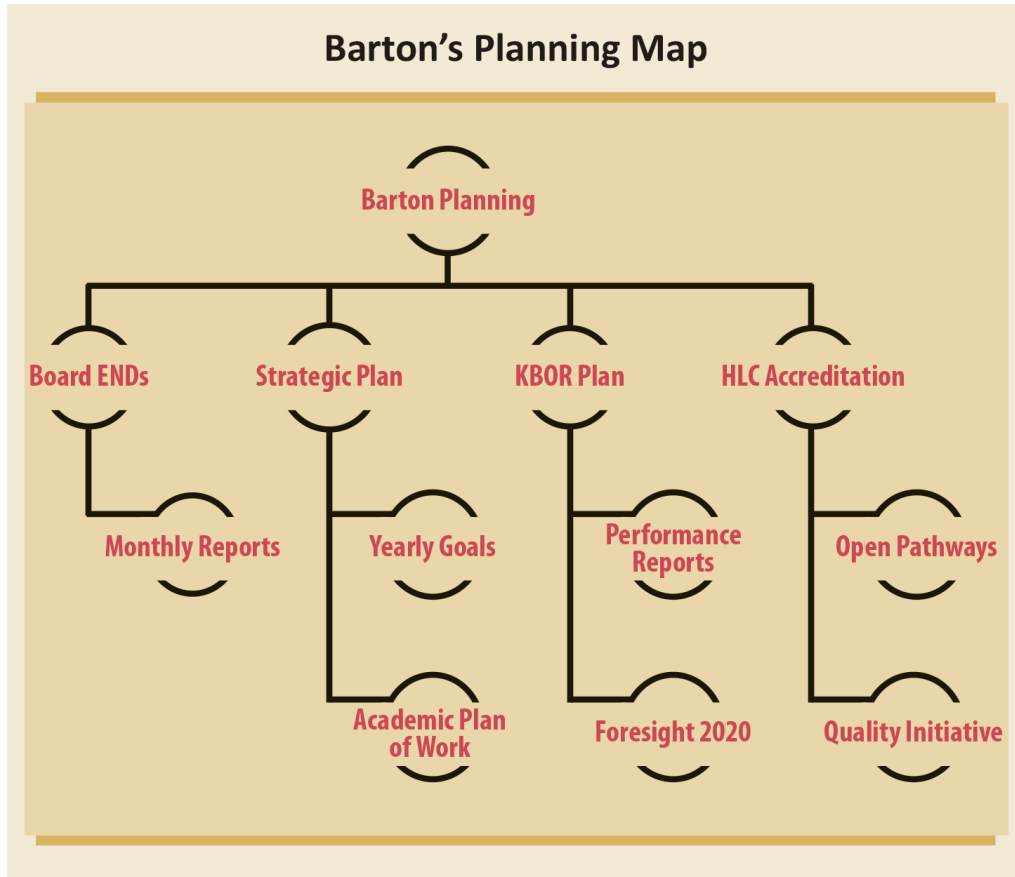 Barton’s Planning Map
Barton Planning
Board ENDs
Strategic Plan
KBOR Plan
HLC Accreditation
Monthly Reports
Yearly Goals
Performance
Reports
Open Pathways
Academic Plan
of Work
Foresight 2020
Quality Initiative